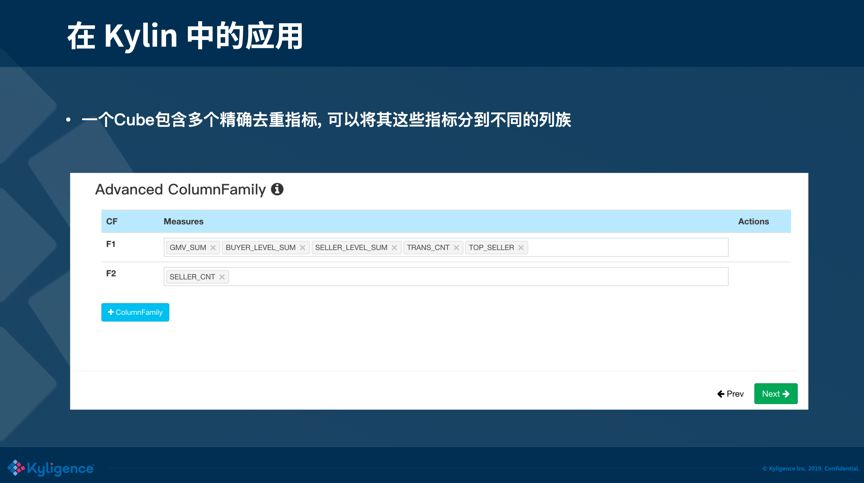 在 Kylin 中的应用
• 一个Cube包含多个精确去重指标, 可以将其这些指标分到不同的列族
Advanced ColumnFamily
CF Measures Actions
F1 GMV_SUM × BUYER_LEVEL_SUM × SELLER_LEVEL_SUM × TRANS_CNT × TOP_SELLER ×
F2 SELLER_CNT ×
+ ColumnFamily
← Prev Next →
Kyligence
© Kyligence Inc. 2019, Confidential.